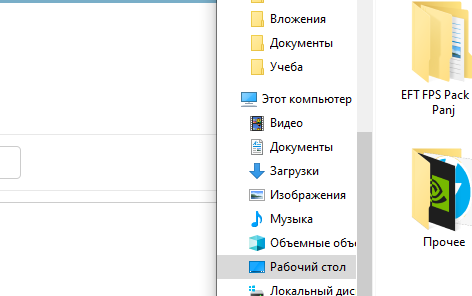 Вложения
Документы
Учеба
Этот компьютер
Видео
Документы
Загрузки
Изображения
Музыка
Объемные объе
Рабочий стол
Локальный дис
EFT FPS Pack
Panj
Прочее